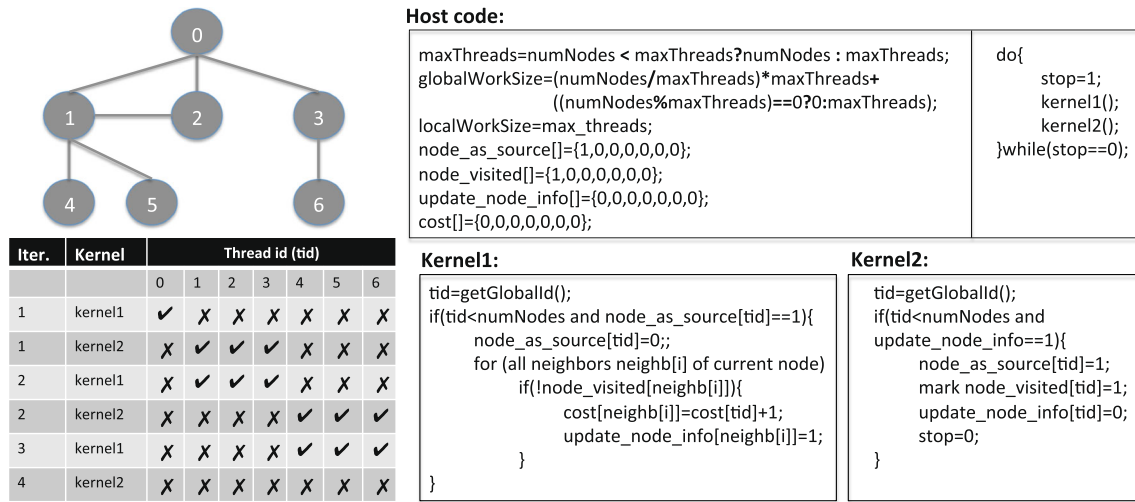 0
1
2
3
4
5
6
Iter. Kernel Thread id (tid)
0 1 2 3 4 5 6
1 kernel1 ✔ ✗ ✗ ✗ ✗ ✗ ✗
1 kernel2 ✗ ✔ ✔ ✔ ✗ ✗ ✗
2 kernel1 ✗ ✔ ✔ ✔ ✗ ✗ ✗
2 kernel2 ✗ ✗ ✗ ✗ ✔ ✔ ✔
3 kernel1 ✗ ✗ ✗ ✗ ✔ ✔ ✔
4 kernel2 ✗ ✗ ✗ ✗ ✗ ✗ ✗
Host code:
maxThreads=numNodes < maxThreads?numNodes : maxThreads;
globalWorkSize=(numNodes/maxThreads)*maxThreads+
((numNodes%maxThreads)==0?0:maxThreads);
localWorkSize=max_threads;
node_as_source[]={1,0,0,0,0,0,0};
node_visited[]={1,0,0,0,0,0,0};
update_node_info[]={0,0,0,0,0,0,0};
cost[]={0,0,0,0,0,0,0};
do{
stop=1;
kernel1();
kernel2();
}while(stop==0);
Kernel1:
tid=getGlobalId();
if(tid<numNodes and node_as_source[tid]==1){
node_as_source[tid]=0;;
for (all neighbors neighb[i] of current node)
if(!node_visited[neighb[i]]){
cost[neighb[i]]=cost[tid]+1;
update_node_info[neighb[i]]=1;
}
}
Kernel2:
tid=getGlobalId();
if(tid<numNodes and
update_node_info==1){
node_as_source[tid]=1;
mark node_visited[tid]=1;
update_node_info[tid]=0;
stop=0;
}